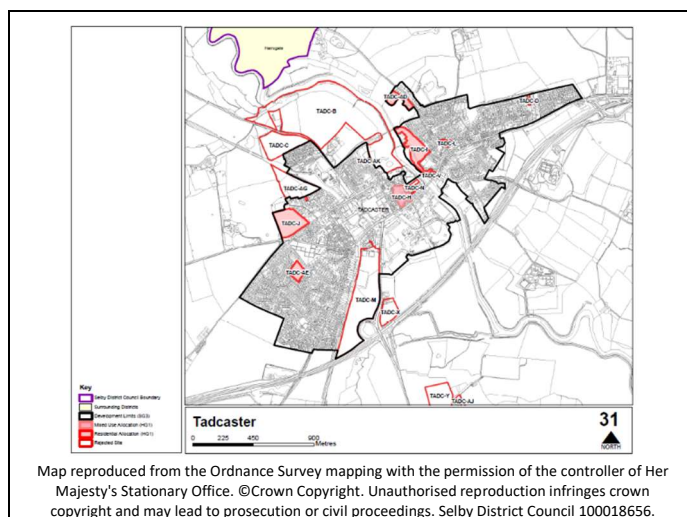 Harrogate
TADC-AD
TADC-D
TADC-B
TADC-I
TADC-L
TADC-C
TADC-AK
TADC-V
TADC-AG
TADC-N
TADC-H
TADCASTER
TADC-J
TADC-AE
TADC-M
TADC-X
TADC-Y
TADC-AJ
Key
Selby District Council Boundary
Surrounding Districts
Development Limits (SG3)
Mixed Use Allocation (HG1)
Residential Allocation (HG1)
Rejected Site
Tadcaster
31
0 225 450 900
Metres
NORTH
Map reproduced from the Ordnance Survey mapping with the permission of the controller of Her
Majesty's Stationary Office. ©Crown Copyright. Unauthorised reproduction infringes crown
copyright and may lead to prosecution or civil proceedings. Selby District Council 100018656.